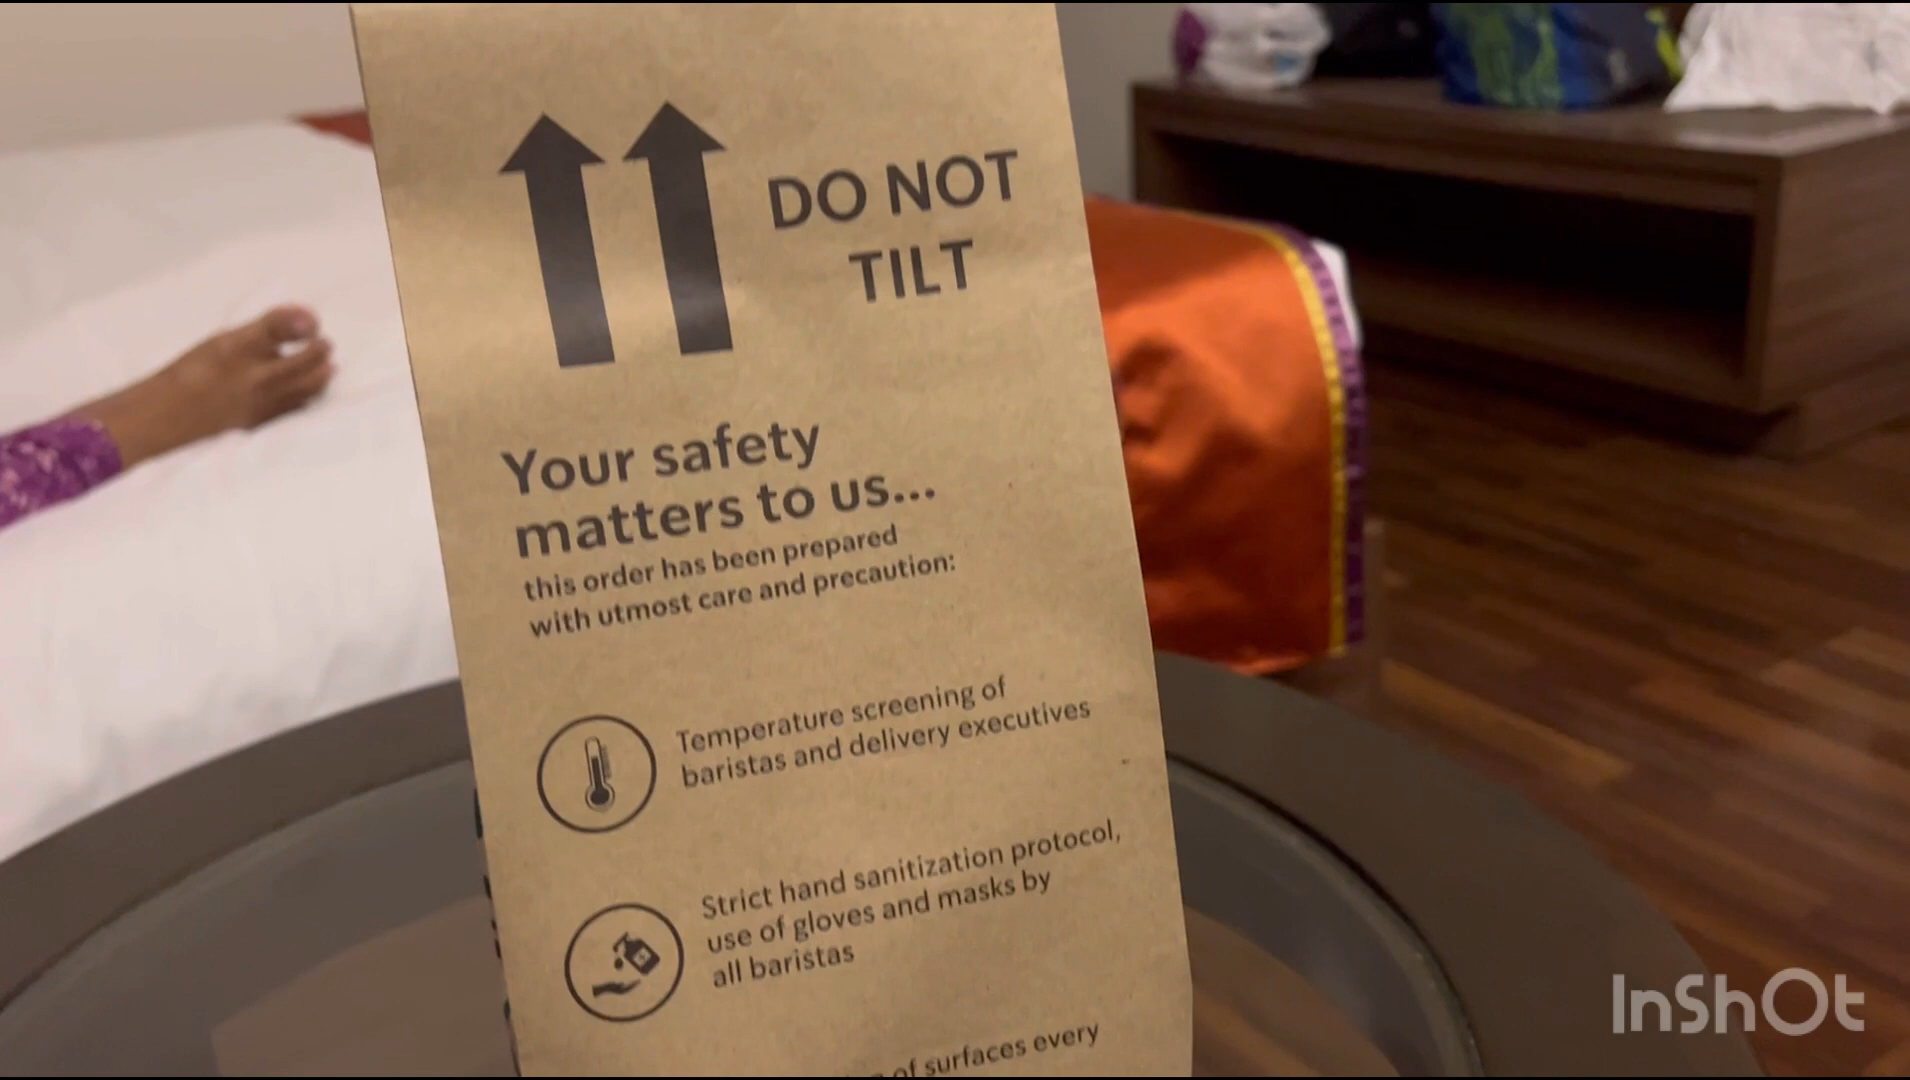 DO NOT
TILT
Your safety
matters to us...
this order has been prepared
with utmost care and precaution:
Temperature screening of
baristas and delivery executives
Strict hand sanitization protocol,
use of gloves and masks by
all baristas
of surfaces every
InShOt